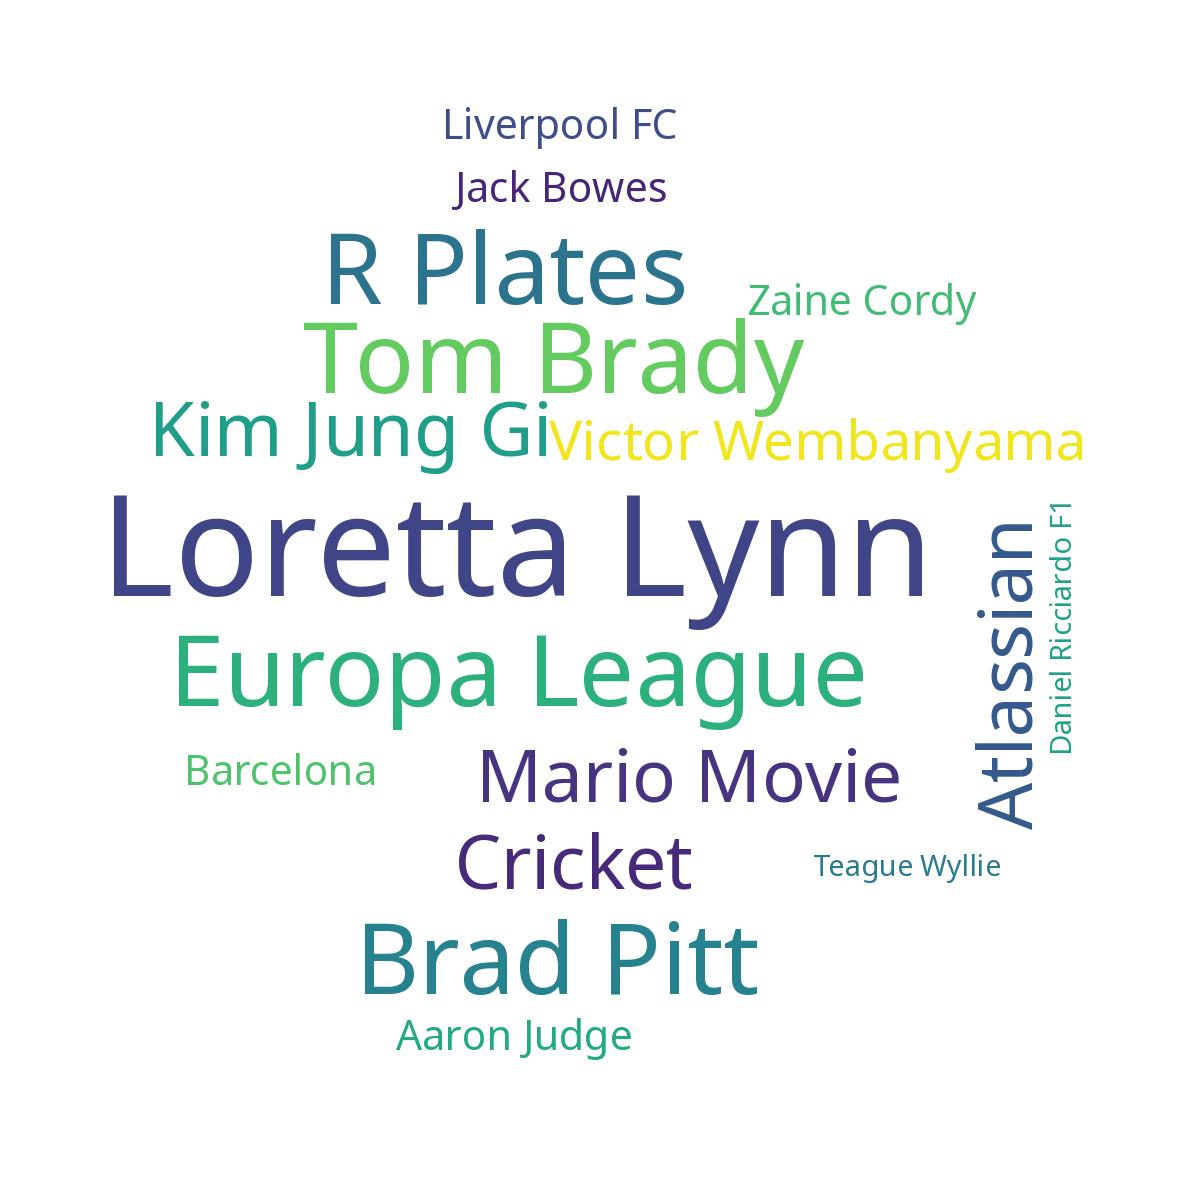 Liverpool FC
Jack Bowes
R Plates
Zaine Cordy
Tom Brady
Kim Jung Gi
Victor Wembanyama
Loretta Lynn
Atlassian
Daniel Ricciardo F1
Europa League
Barcelona
Mario Movie
Cricket
Teague Wyllie
Brad Pitt
Aaron Judge